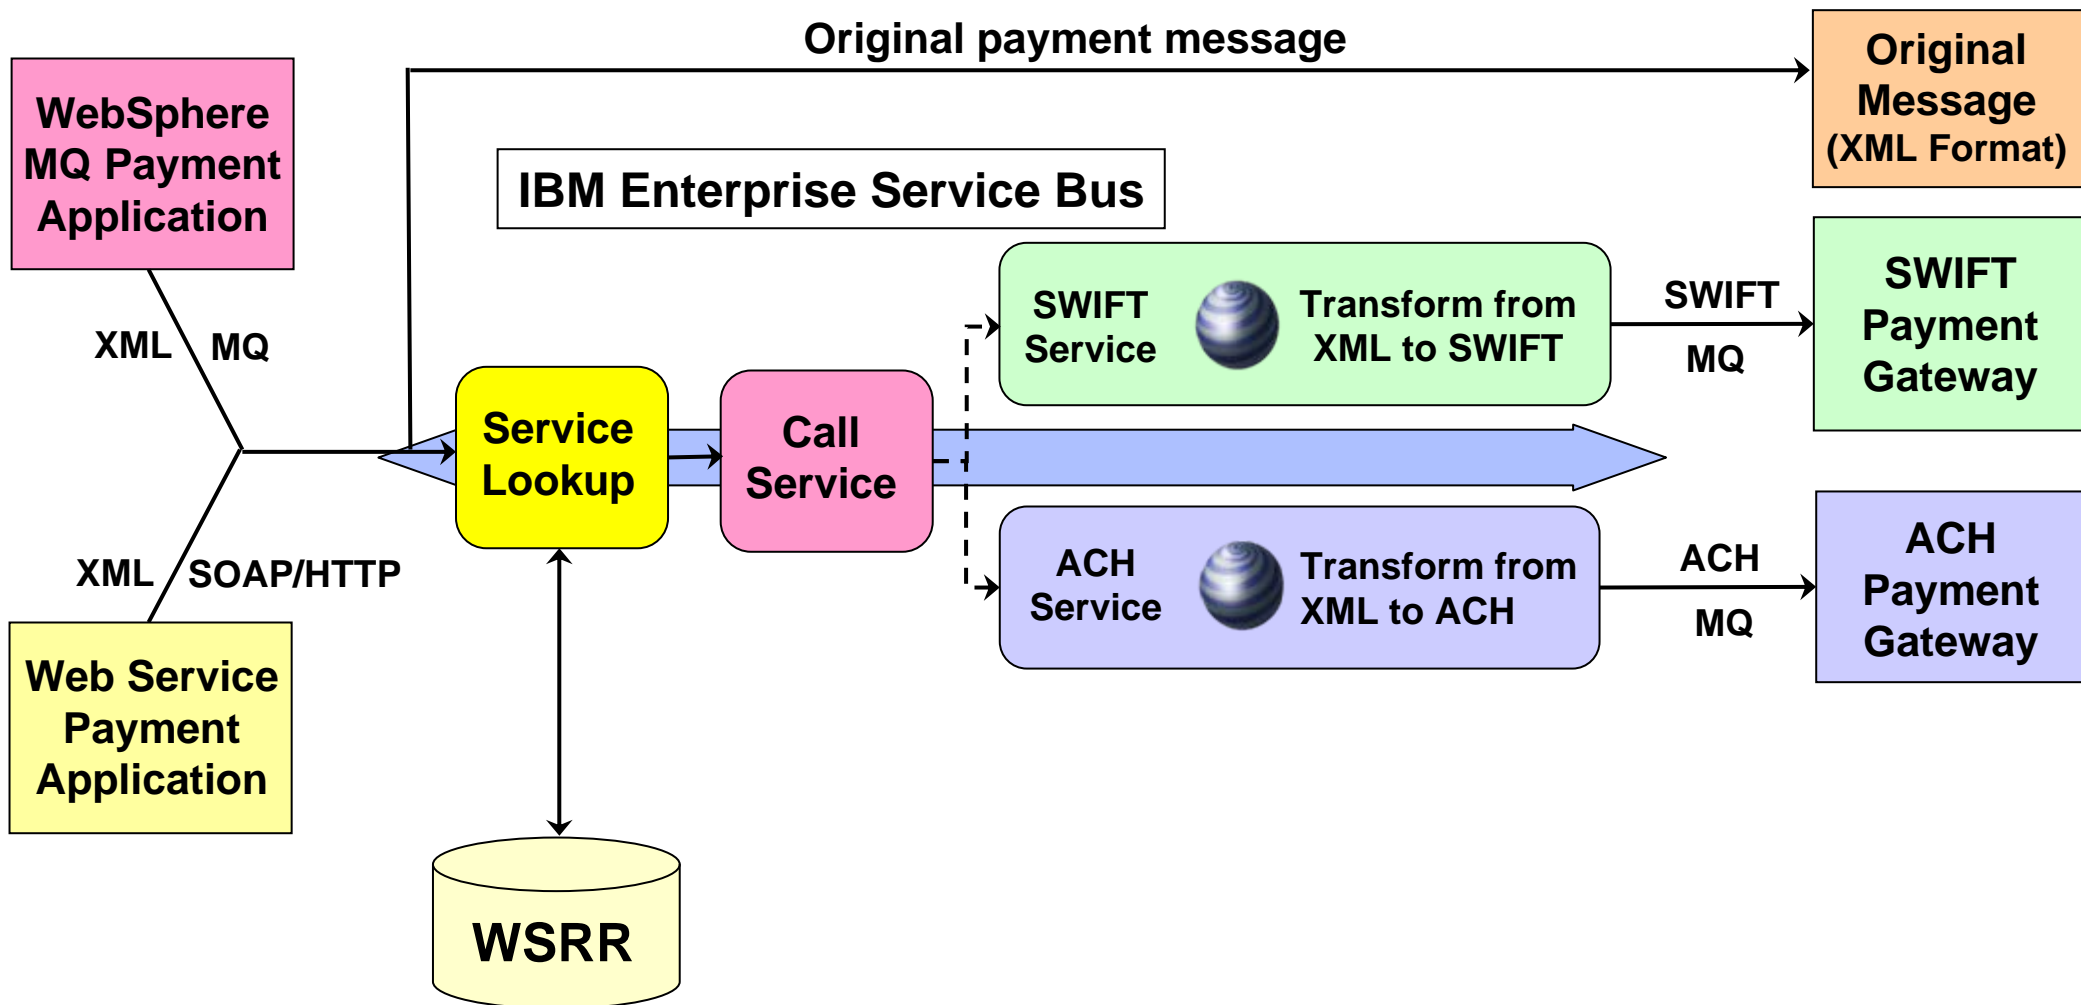 Original payment message
Original
Message
(XML Format)
WebSphere
MQ Payment
Application
IBM Enterprise Service Bus
XML MQ
SWIFT
Service
Transform from
XML to SWIFT
SWIFT
MQ
SWIFT
Payment
Gateway
Service
Lookup
Call
Service
XML SOAP/HTTP
ACH
Service
Transform from
XML to ACH
ACH
MQ
ACH
Payment
Gateway
Web Service
Payment
Application
WSRR